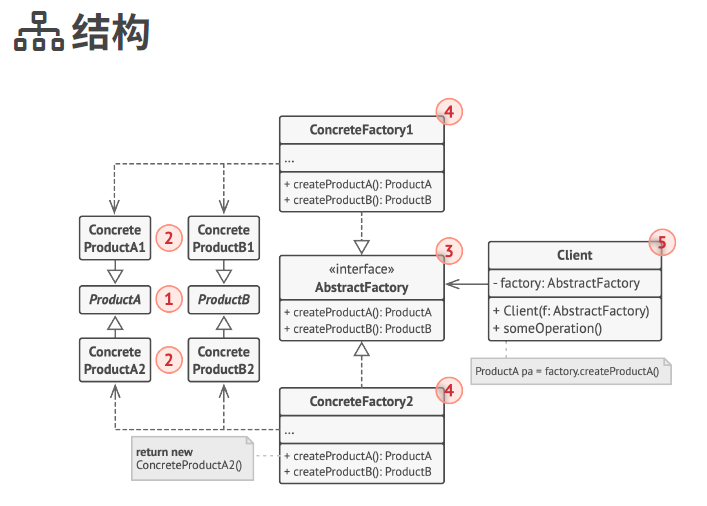 结构
4
ConcreteFactory1
...
+ createProductA(): ProductA
+ createProductB(): ProductB
Concrete
ProductA1
2
Concrete
ProductB1
ProductA
1
ProductB
Concrete
ProductA2
2
Concrete
ProductB2
3
«interface»
AbstractFactory
+ createProductA(): ProductA
+ createProductB(): ProductB
5
Client
- factory: AbstractFactory
+ Client(f: AbstractFactory)
+ someOperation()
ProductA pa = factory.createProductA()
4
ConcreteFactory2
...
+ createProductA(): ProductA
+ createProductB(): ProductB
return new
ConcreteProductA2()